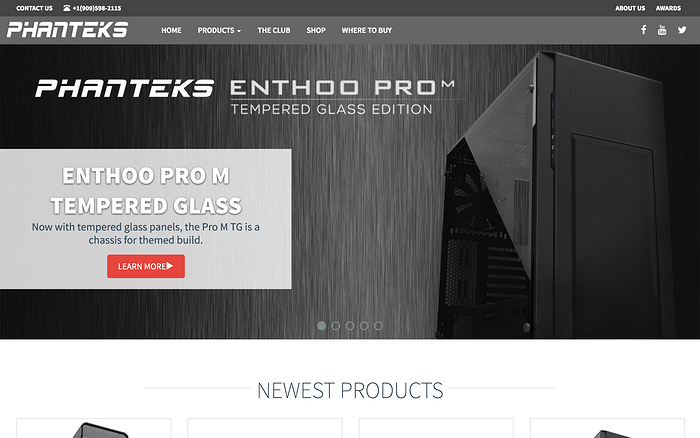 CONTACT US +1(909)598-2115 ABOUT US AWARDS
PHANTEKS HOME PRODUCTS THE CLUB SHOP WHERE TO BUY
PHANTEKS ENTHOO PRO M
TEMPERED GLASS EDITION
ENTHOO PRO M
TEMPERED GLASS
Now with tempered glass panels, the Pro M TG is a
chassis for themed build.
LEARN MORE
NEWEST PRODUCTS